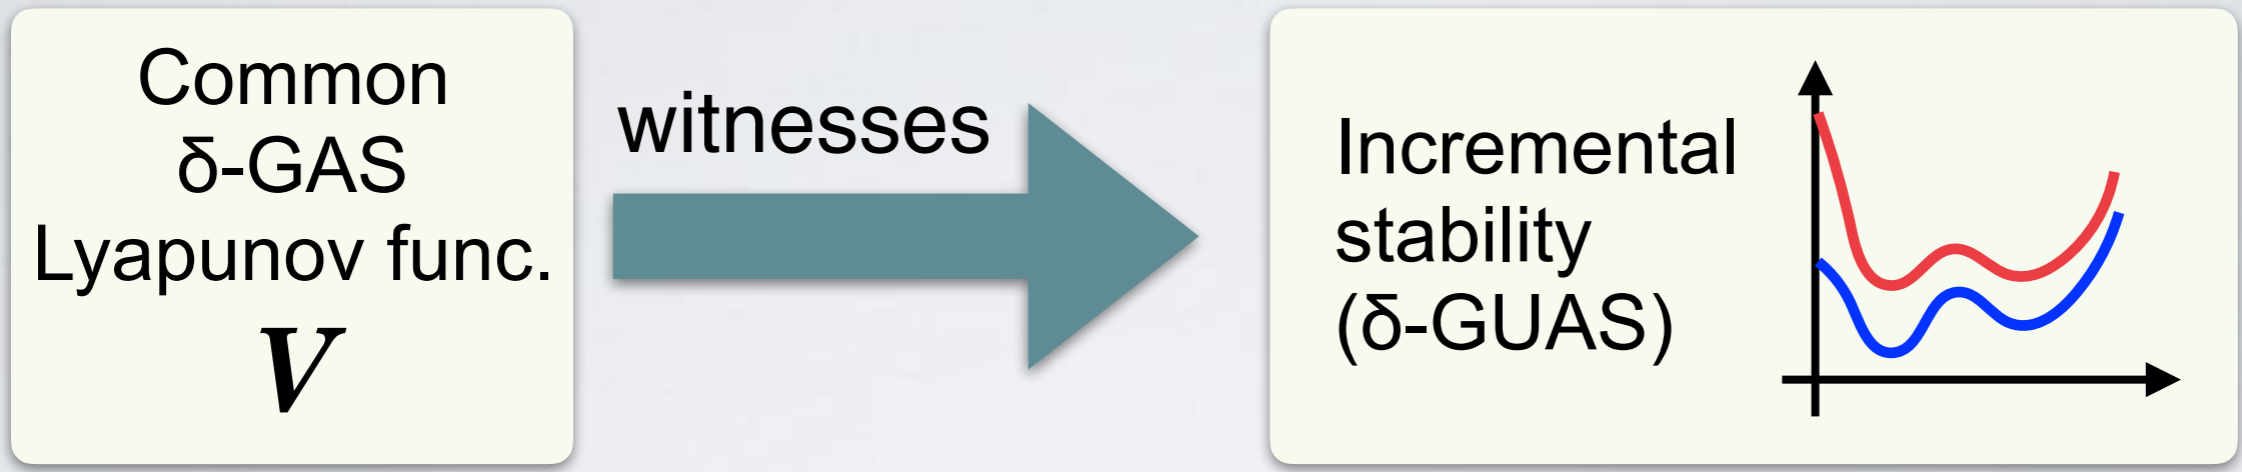 Common
δ-GAS
Lyapunov func.
V
witnesses
Incremental
stability
(δ-GUAS)